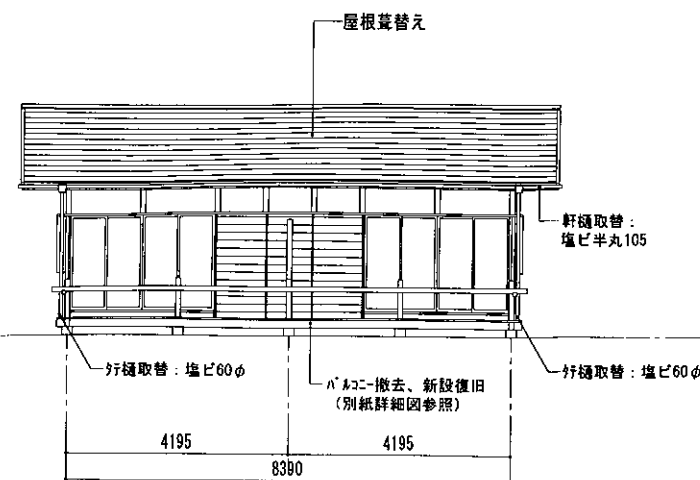 屋根葺替え
軒樋取替：
塩ビ半丸105
ﾀﾃ樋取替：塩ビ60φ
ﾊﾞﾙｺﾆｰ撤去、新設復旧
（別紙詳細図参照）
ﾀﾃ樋取替：塩ビ60φ
4195
4195
8390